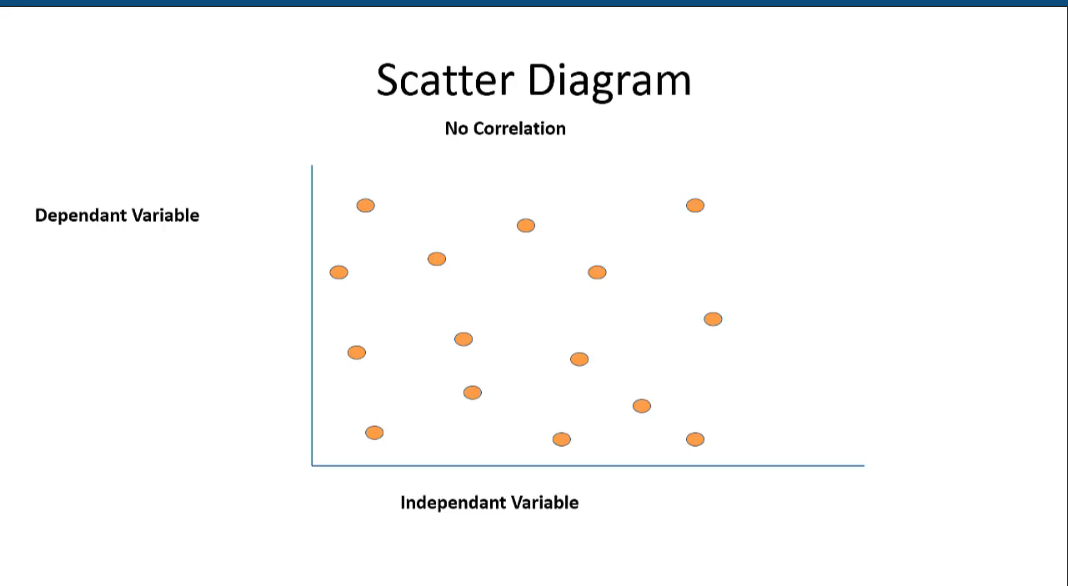 Scatter Diagram
No Correlation
Dependant Variable
Independant Variable